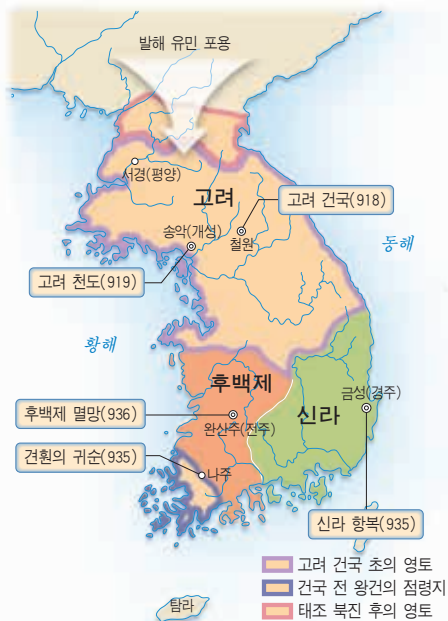 발해 유민 포용
서경(평양)
고려
고려 건국(918)
송악(개성)
철원
동해
고려 천도(919)
황해
후백제
금성(경주)
신라
후백제 멸망(936)
완산주(전주)
견훤의 귀순(935)
나주
신라 항복(935)
고려 건국 초의 영토
건국 전 왕건의 점령지
탐라
태조 북진 후의 영토